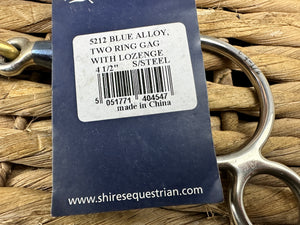 5212 BLUE ALLOY,
TWO RING GAG
WITH LOZENGE
4 1/2" S/STEEL
5 051771 404547
made in China
www.shiresequestrian.com